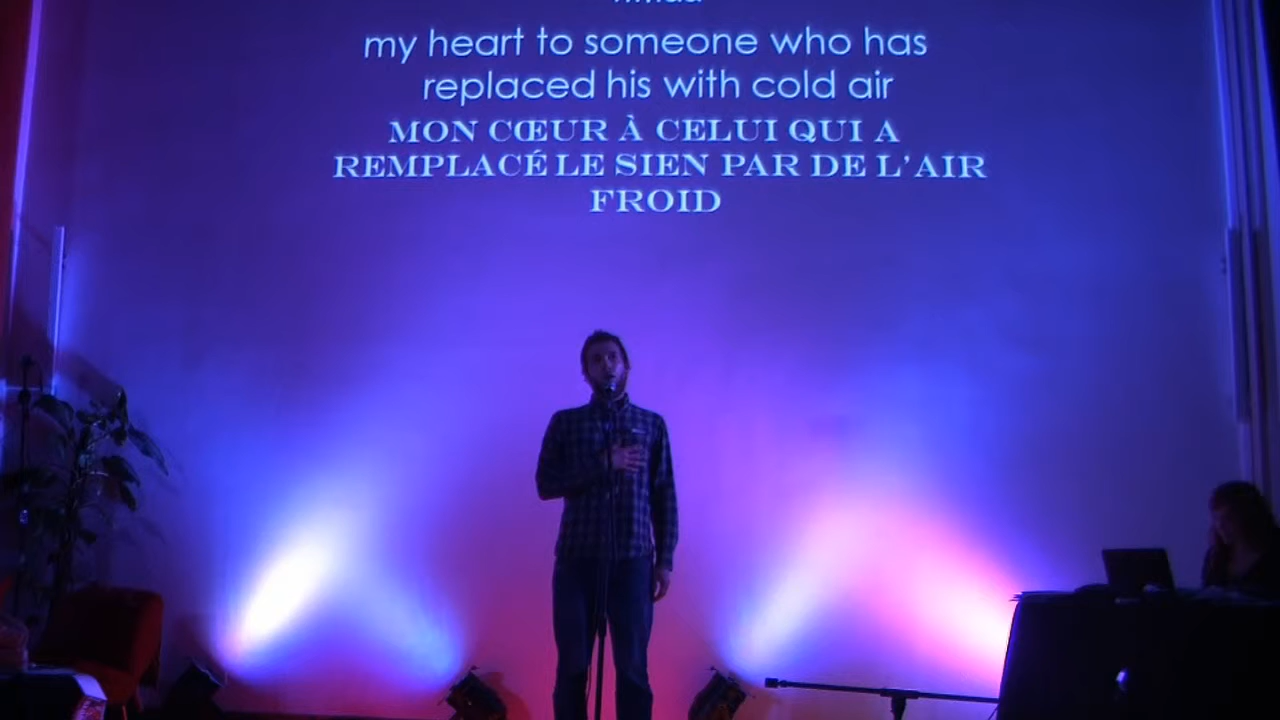 my heart to someone who has
replaced his with cold air
MON CŒUR À CELUI QUI A
REMPLACÉ LE SIEN PAR DE L'AIR
FROID